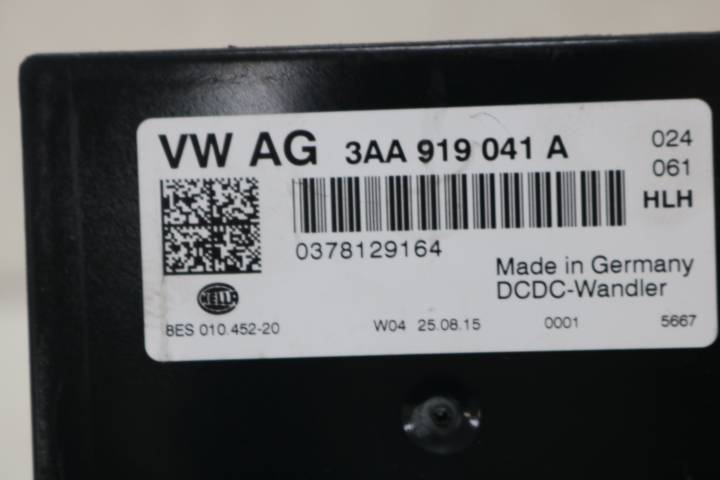 VW AG 3AA 919 041 A
024
061
HLH
0378129164
Made in Germany
DCDC-Wandler
HELLA
8ES 010.452-20 W04 25.08.15 0001 5667